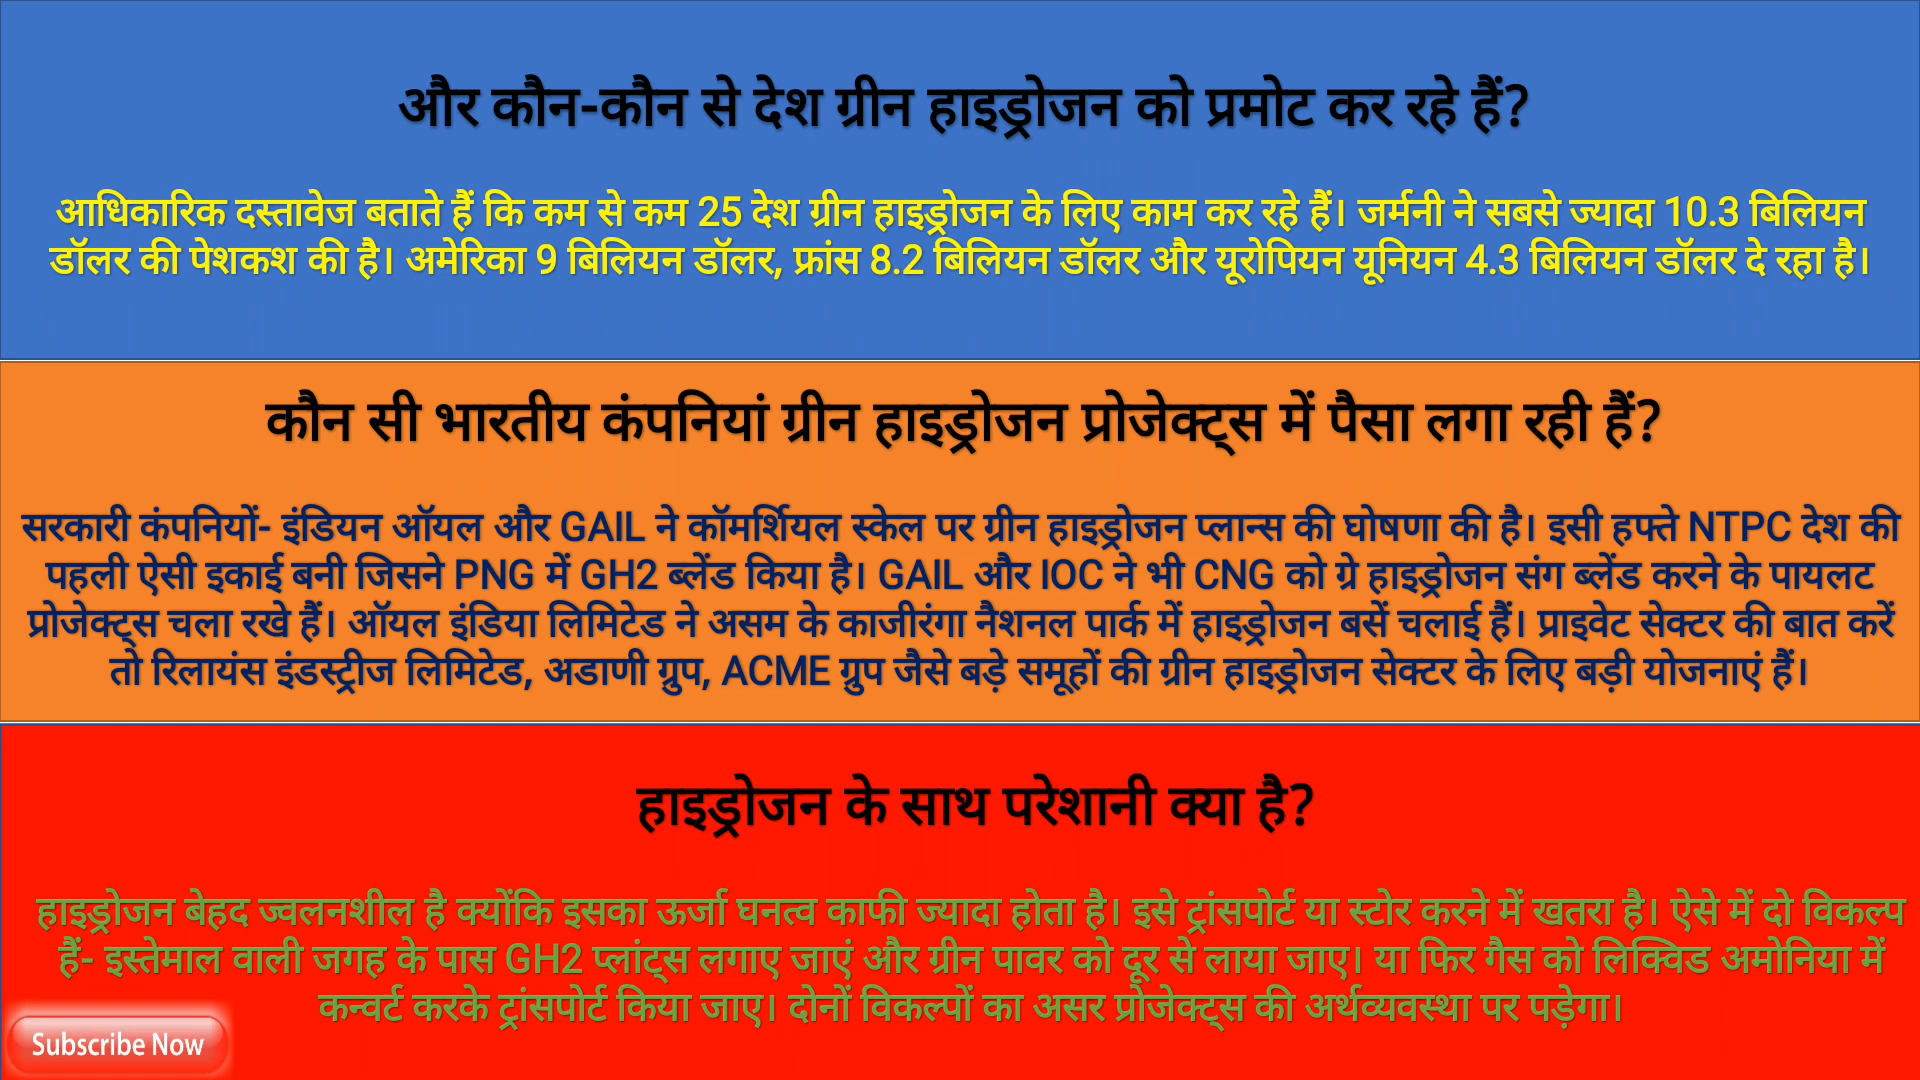 और कौन-कौन से देश ग्रीन हाइड्रोजन को प्रमोट कर रहे हैं?
आधिकारिक दस्तावेज बताते हैं कि कम से कम 25 देश ग्रीन हाइड्रोजन के लिए काम कर रहे हैं। जर्मनी ने सबसे ज्यादा 10.3 बिलियन
डॉलर की पेशकश की है। अमेरिका 9 बिलियन डॉलर, फ्रांस 8.2 बिलियन डॉलर और यूरोपियन यूनियन 4.3 बिलियन डॉलर दे रहा है।
कौन सी भारतीय कंपनियां ग्रीन हाइड्रोजन प्रोजेक्ट्स में पैसा लगा रही हैं?
सरकारी कंपनियों- इंडियन ऑयल और GAIL ने कॉमर्शियल स्केल पर ग्रीन हाइड्रोजन प्लान्स की घोषणा की है। इसी हफ्ते NTPC देश की
पहली ऐसी इकाई बनी जिसने PNG में GH2 ब्लेंड किया है। GAIL और IOC ने भी CNG को ग्रे हाइड्रोजन संग ब्लेंड करने के पायलट
प्रोजेक्ट्स चला रखे हैं। ऑयल इंडिया लिमिटेड ने असम के काजीरंगा नैशनल पार्क में हाइड्रोजन बसें चलाई हैं। प्राइवेट सेक्टर की बात करें
तो रिलायंस इंडस्ट्रीज लिमिटेड, अडाणी ग्रुप, ACME ग्रुप जैसे बड़े समूहों की ग्रीन हाइड्रोजन सेक्टर के लिए बड़ी योजनाएं हैं।
हाइड्रोजन के साथ परेशानी क्या है?
हाइड्रोजन बेहद ज्वलनशील है क्योंकि इसका ऊर्जा घनत्व काफी ज्यादा होता है। इसे ट्रांसपोर्ट या स्टोर करने में खतरा है। ऐसे में दो विकल्प
हैं- इस्तेमाल वाली जगह के पास GH2 प्लांट्स लगाए जाएं और ग्रीन पावर को दूर से लाया जाए। या फिर गैस को लिक्विड अमोनिया में
कन्वर्ट करके ट्रांसपोर्ट किया जाए। दोनों विकल्पों का असर प्रोजेक्ट्स की अर्थव्यवस्था पर पड़ेगा।
Subscribe Now